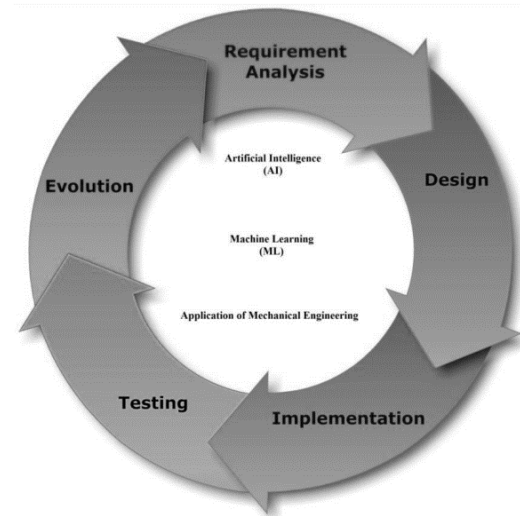 Requirement
Analysis
Artificial Intelligence
(AI)
Evolution
Design
Machine Learning
(ML)
Application of Mechanical Engineering
Testing
Implementation